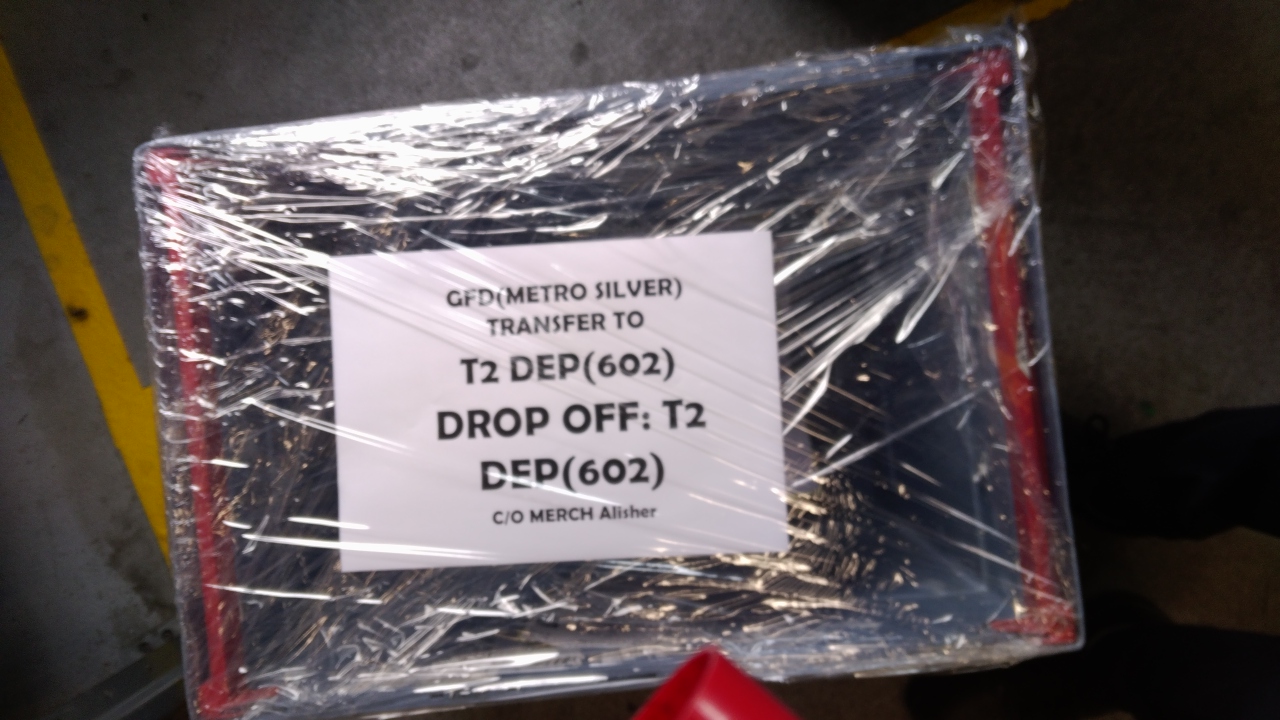 GFD(METRO SILVER)
TRANSFER TO
T2 DEP(602)
DROP OFF: T2
DEP(602)
C/O MERCH Alisher